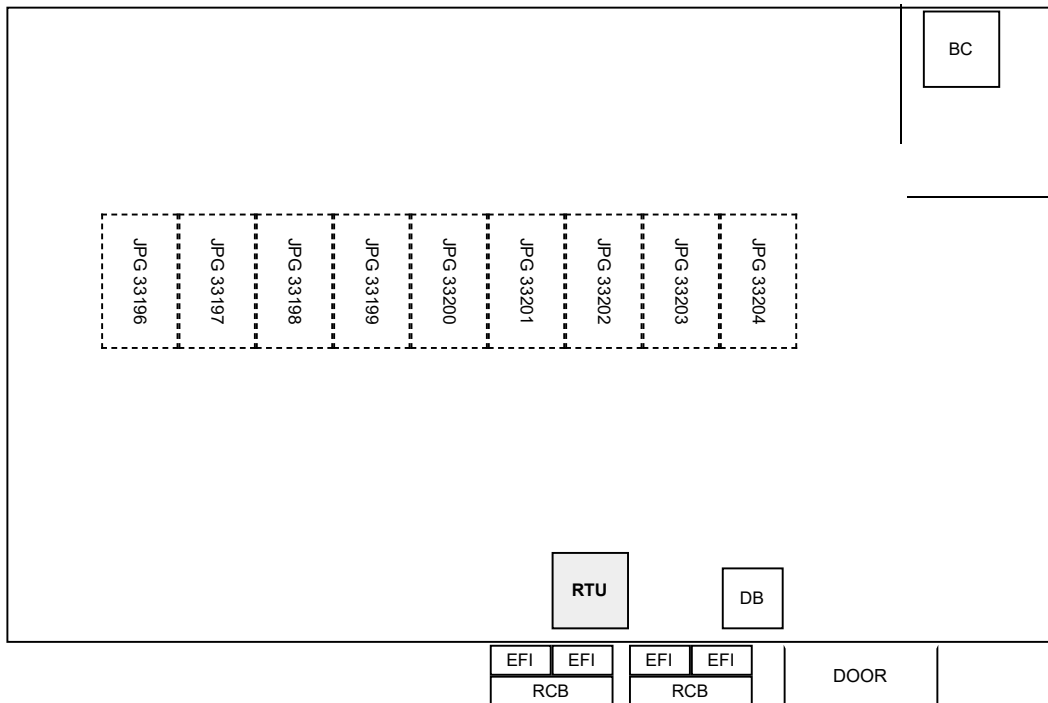 BC
JPG 33196
JPG 33197
JPG 33198
JPG 33199
JPG 33200
JPG 33201
JPG 33202
JPG 33203
JPG 33204
RTU
DB
EFI EFI EFI EFI
RCB RCB
DOOR